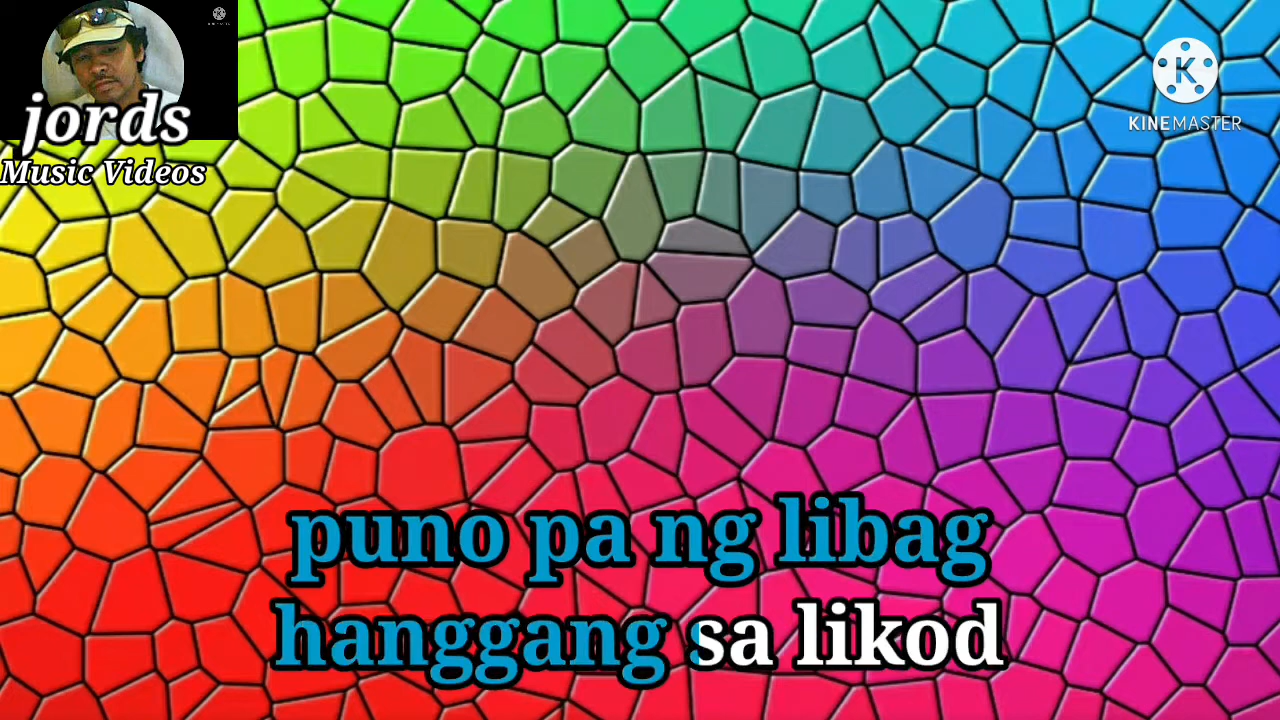 jords
Music Videos
K
KINEMASTER
puno pa ng libag
hanggang sa likod